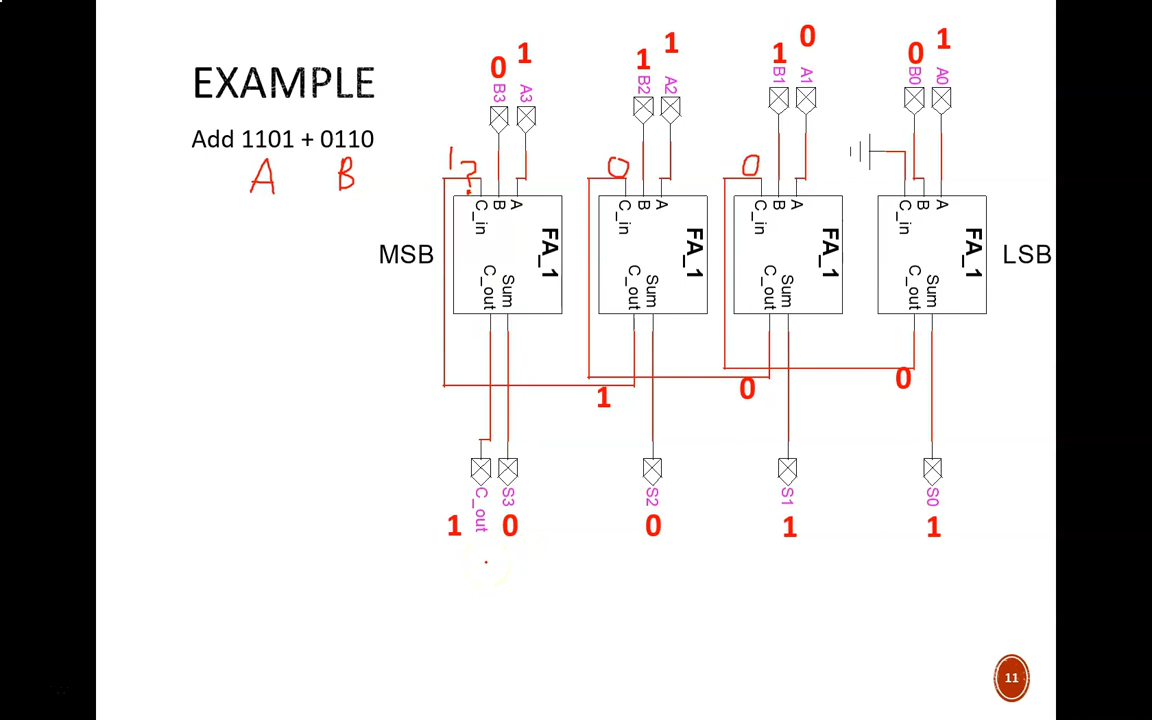 EXAMPLE
Add 1101 + 0110
A B
0 1 1 1 1 0 0 1
B3 A3 B2 A2 B1 A1 B0 A0
1? 0 0
C_in B A C_in B A C_in B A C_in B A
MSB FA_1 FA_1 FA_1 FA_1 LSB
C_out Sum C_out Sum C_out Sum C_out Sum
1 0 0
C_out S3 S2 S1 S0
1 0 0 1 1
11